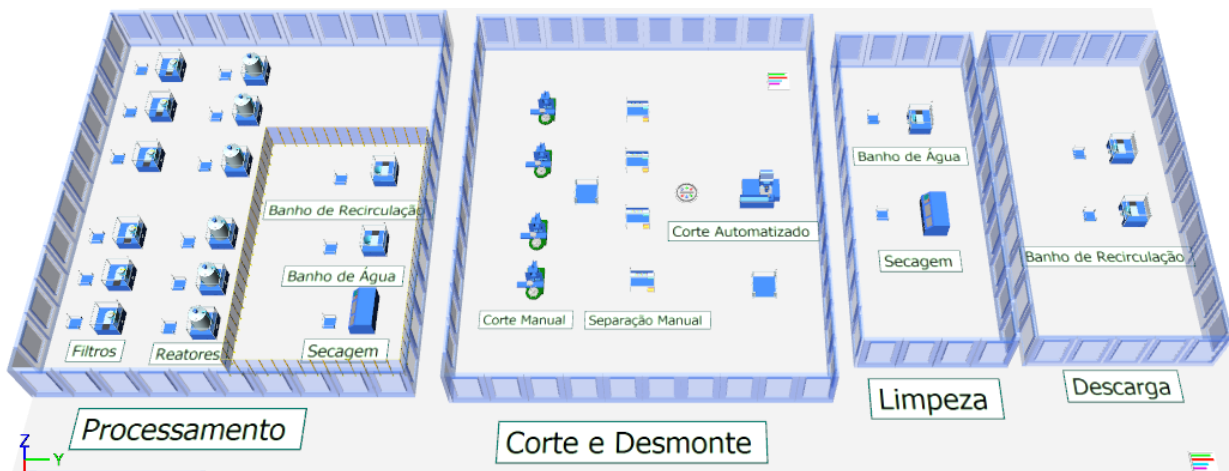 Banho de Recirculação
Banho de Água
Secagem
Filtros
Reatores
Processamento
Corte Automatizado
Corte Manual
Separação Manual
Corte e Desmonte
Banho de Água
Secagem
Limpeza
Banho de Recirculação
Descarga
Z
Y